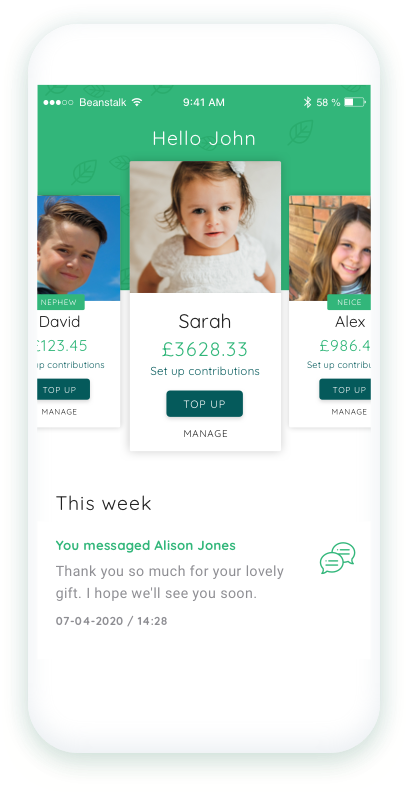 Beanstalk 9:41 AM 58 %
Hello John
NEPHEW
David
£123.45
up contributions
TOP UP
MANAGE
Sarah
£3628.33
Set up contributions
TOP UP
MANAGE
NEICE
Alex
£986.4
Set up contribu
TOP UP
MANAGE
This week
You messaged Alison Jones
Thank you so much for your lovely
gift. I hope we'll see you soon.
07-04-2020 / 14:28